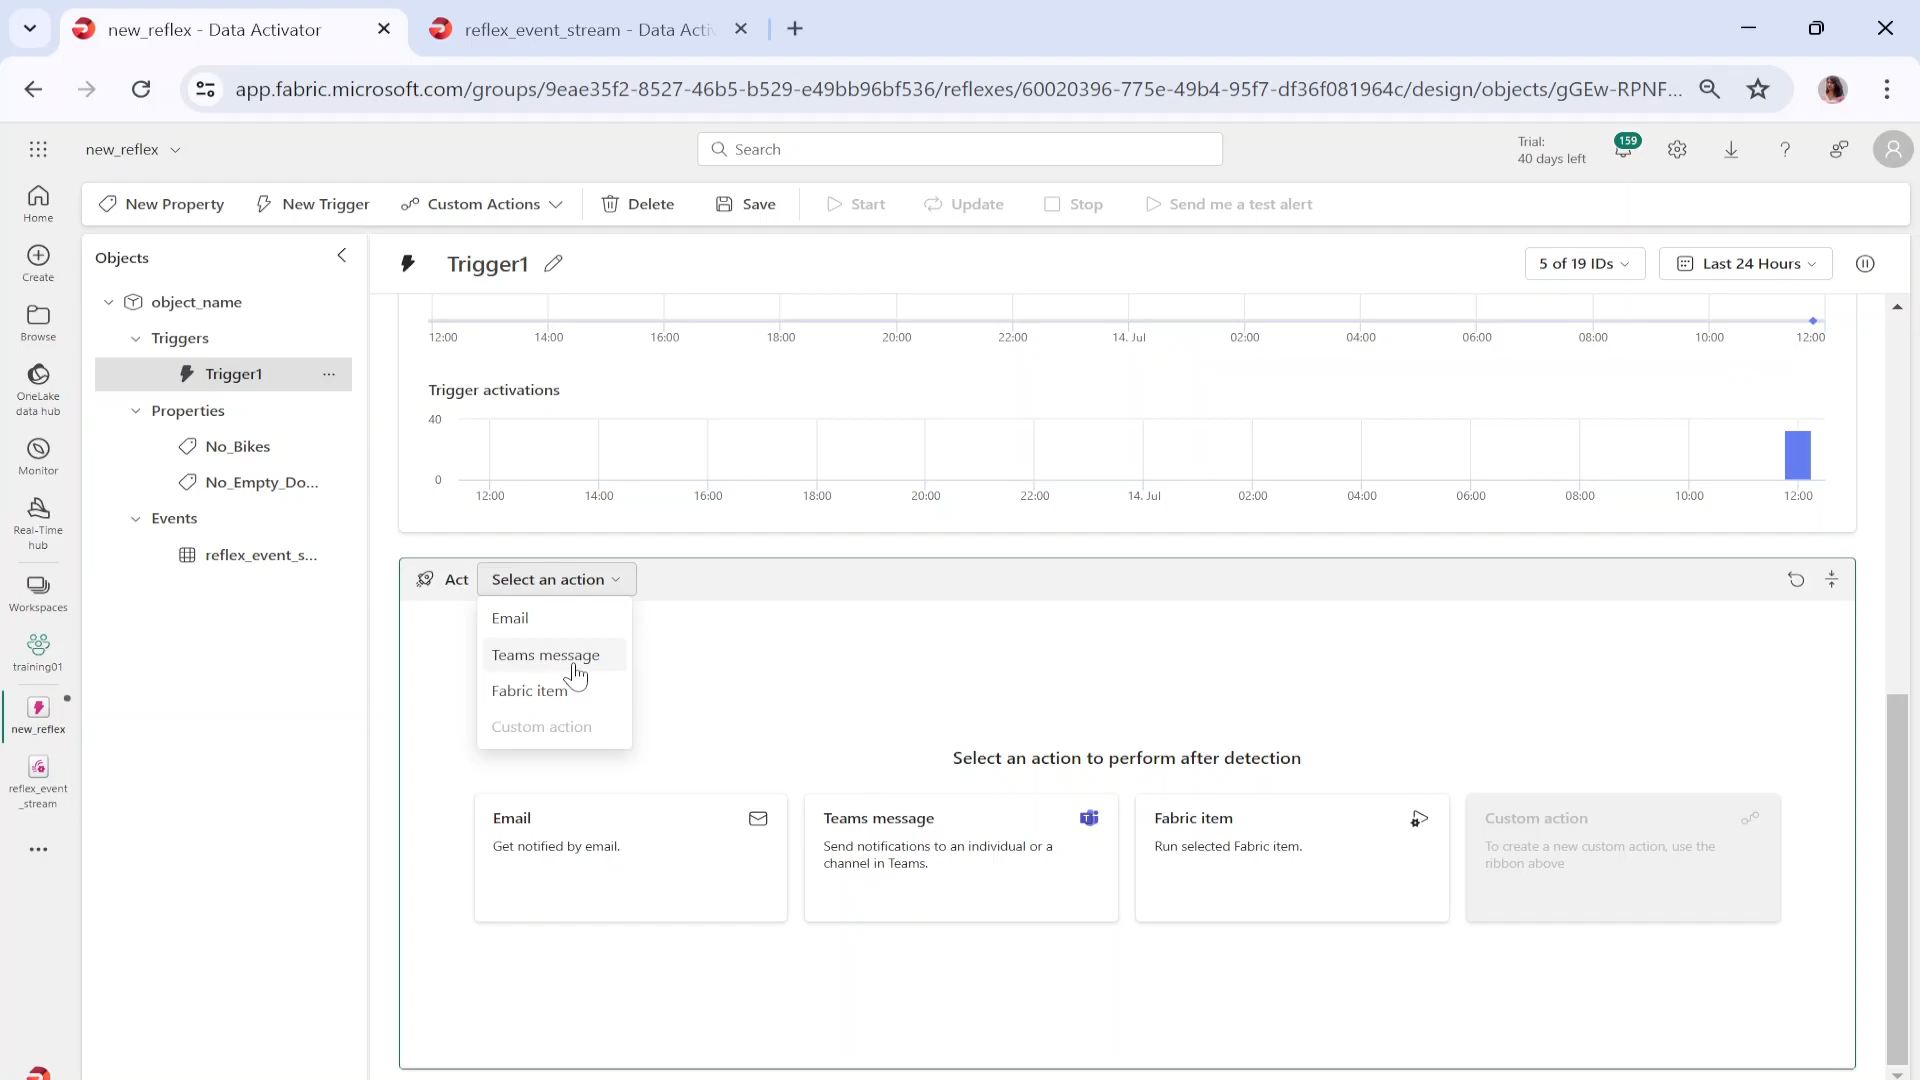 new_reflex - Data Activator
reflex_event_stream - Data Acti
app.fabric.microsoft.com/groups/9eae35f2-8527-46b5-b529-e49bb96bf536/reflexes/60020396-775e-49b4-95f7-df36f081964c/design/objects/gGEw-RPNF...
new_reflex
Search
Trial:
40 days left
159
New Property
New Trigger
Custom Actions
Delete
Save
Start
Update
Stop
Send me a test alert
Home
Create
Browse
OneLake
data hub
Monitor
Real-Time
hub
Workspaces
training01
new_reflex
reflex_event
_stream
Objects
object_name
Triggers
Trigger1
Properties
No_Bikes
No_Empty_Do...
Events
reflex_event_s...
Trigger1
5 of 19 IDs
Last 24 Hours
12:00 14:00 16:00 18:00 20:00 22:00 14. Jul 02:00 04:00 06:00 08:00 10:00 12:00
Trigger activations
40
0
12:00 14:00 16:00 18:00 20:00 22:00 14. Jul 02:00 04:00 06:00 08:00 10:00 12:00
Act
Select an action
Email
Teams message
Fabric item
Custom action
Select an action to perform after detection
Email
Get notified by email.
Teams message
Send notifications to an individual or a
channel in Teams.
Fabric item
Run selected Fabric item.
Custom action
To create a new custom action, use the
ribbon above